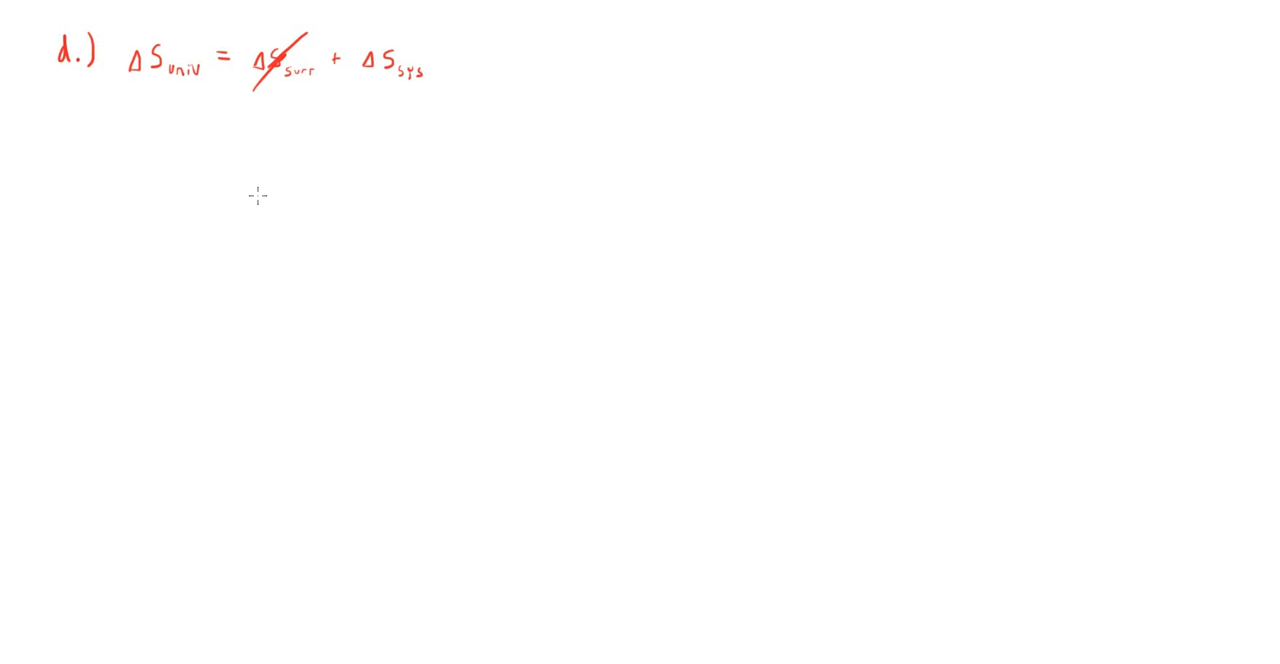 d.) ΔS_univ = ΔS_surr + ΔS_sys